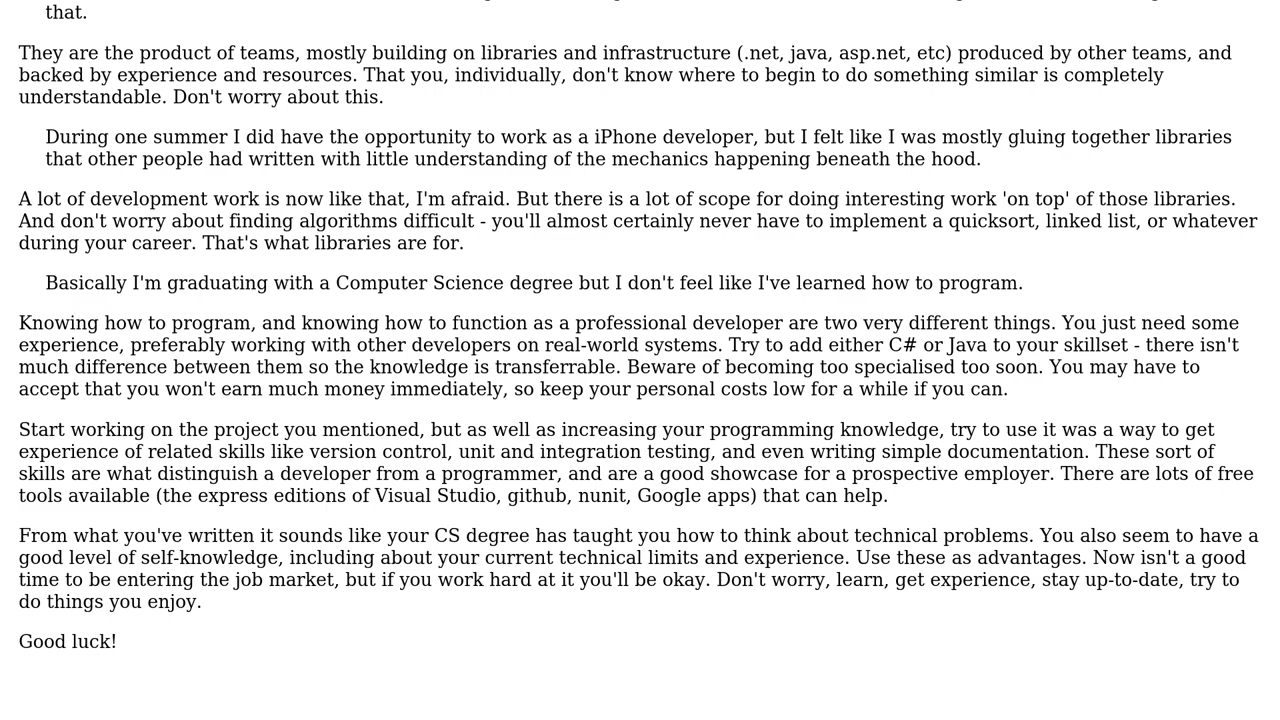 that.
They are the product of teams, mostly building on libraries and infrastructure (.net, java, asp.net, etc) produced by other teams, and
backed by experience and resources. That you, individually, don't know where to begin to do something similar is completely
understandable. Don't worry about this.
During one summer I did have the opportunity to work as a iPhone developer, but I felt like I was mostly gluing together libraries
that other people had written with little understanding of the mechanics happening beneath the hood.
A lot of development work is now like that, I'm afraid. But there is a lot of scope for doing interesting work 'on top' of those libraries.
And don't worry about finding algorithms difficult - you'll almost certainly never have to implement a quicksort, linked list, or whatever
during your career. That's what libraries are for.
Basically I'm graduating with a Computer Science degree but I don't feel like I've learned how to program.
Knowing how to program, and knowing how to function as a professional developer are two very different things. You just need some
experience, preferably working with other developers on real-world systems. Try to add either C# or Java to your skillset - there isn't
much difference between them so the knowledge is transferrable. Beware of becoming too specialised too soon. You may have to
accept that you won't earn much money immediately, so keep your personal costs low for a while if you can.
Start working on the project you mentioned, but as well as increasing your programming knowledge, try to use it was a way to get
experience of related skills like version control, unit and integration testing, and even writing simple documentation. These sort of
skills are what distinguish a developer from a programmer, and are a good showcase for a prospective employer. There are lots of free
tools available (the express editions of Visual Studio, github, nunit, Google apps) that can help.
From what you've written it sounds like your CS degree has taught you how to think about technical problems. You also seem to have a
good level of self-knowledge, including about your current technical limits and experience. Use these as advantages. Now isn't a good
time to be entering the job market, but if you work hard at it you'll be okay. Don't worry, learn, get experience, stay up-to-date, try to
do things you enjoy.
Good luck!